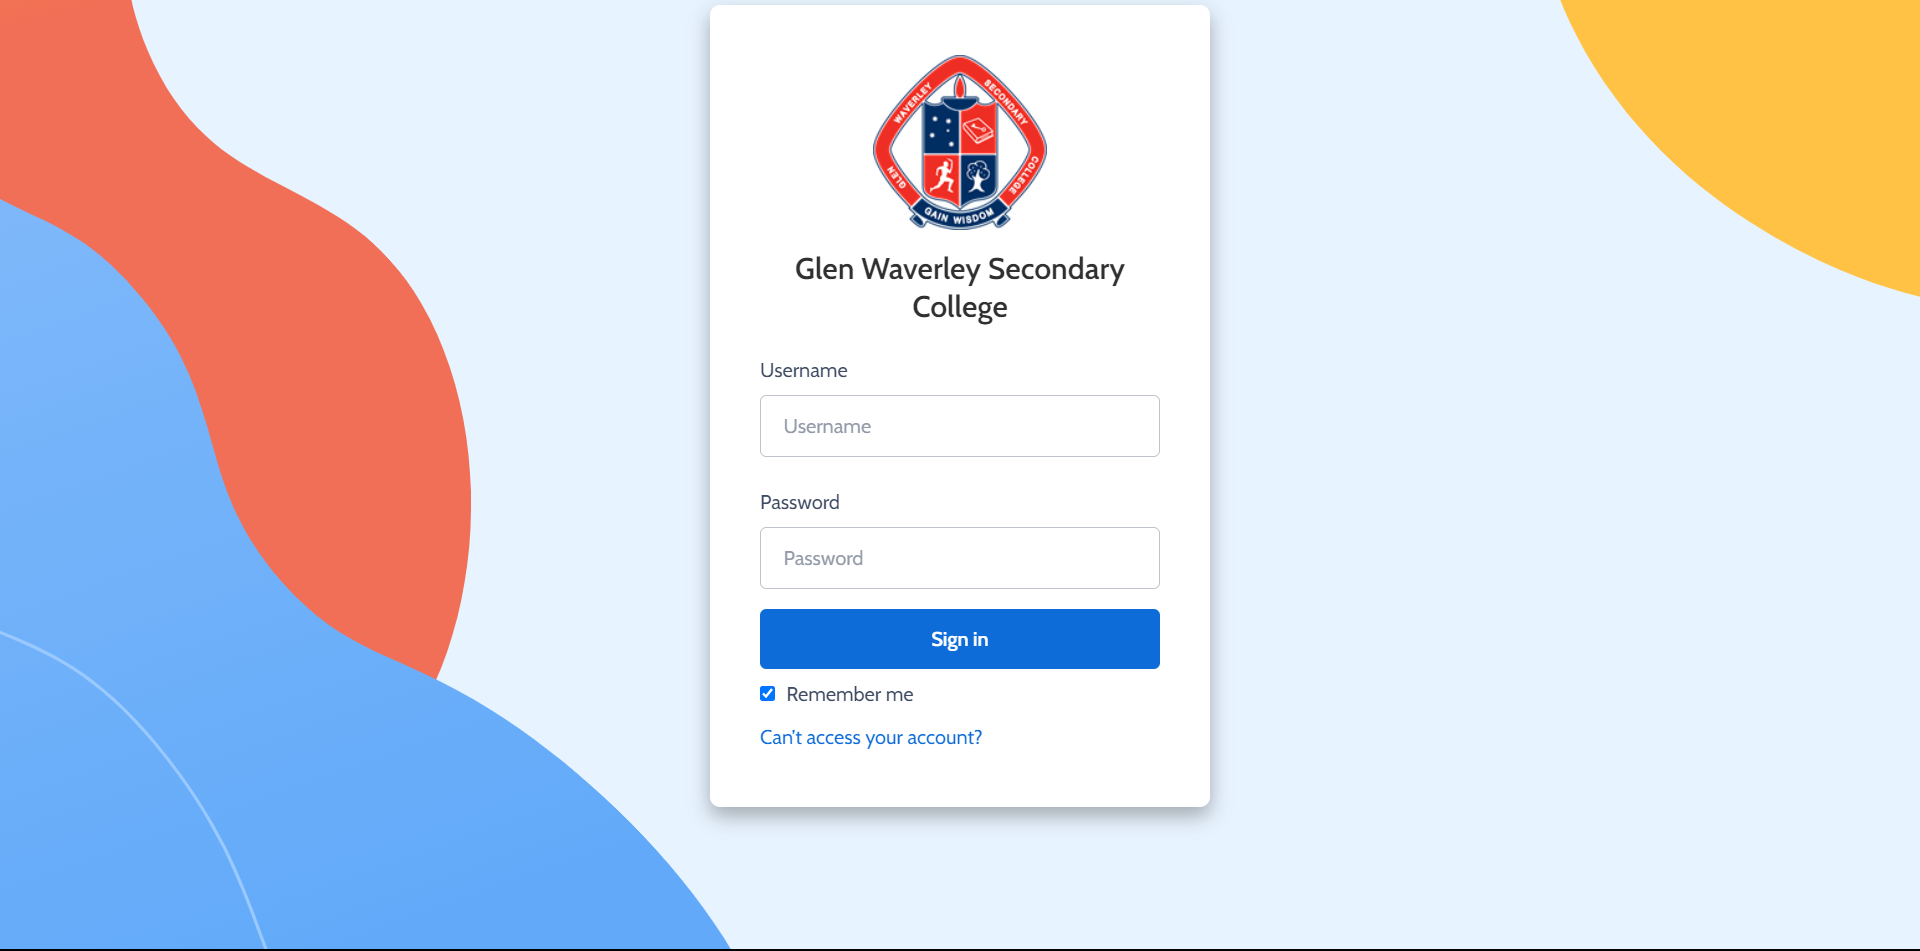 GLEN WAVERLEY SECONDARY COLLEGE
GAIN WISDOM
Glen Waverley Secondary
College
Username
Username
Password
Password
Sign in
Remember me
Can't access your account?